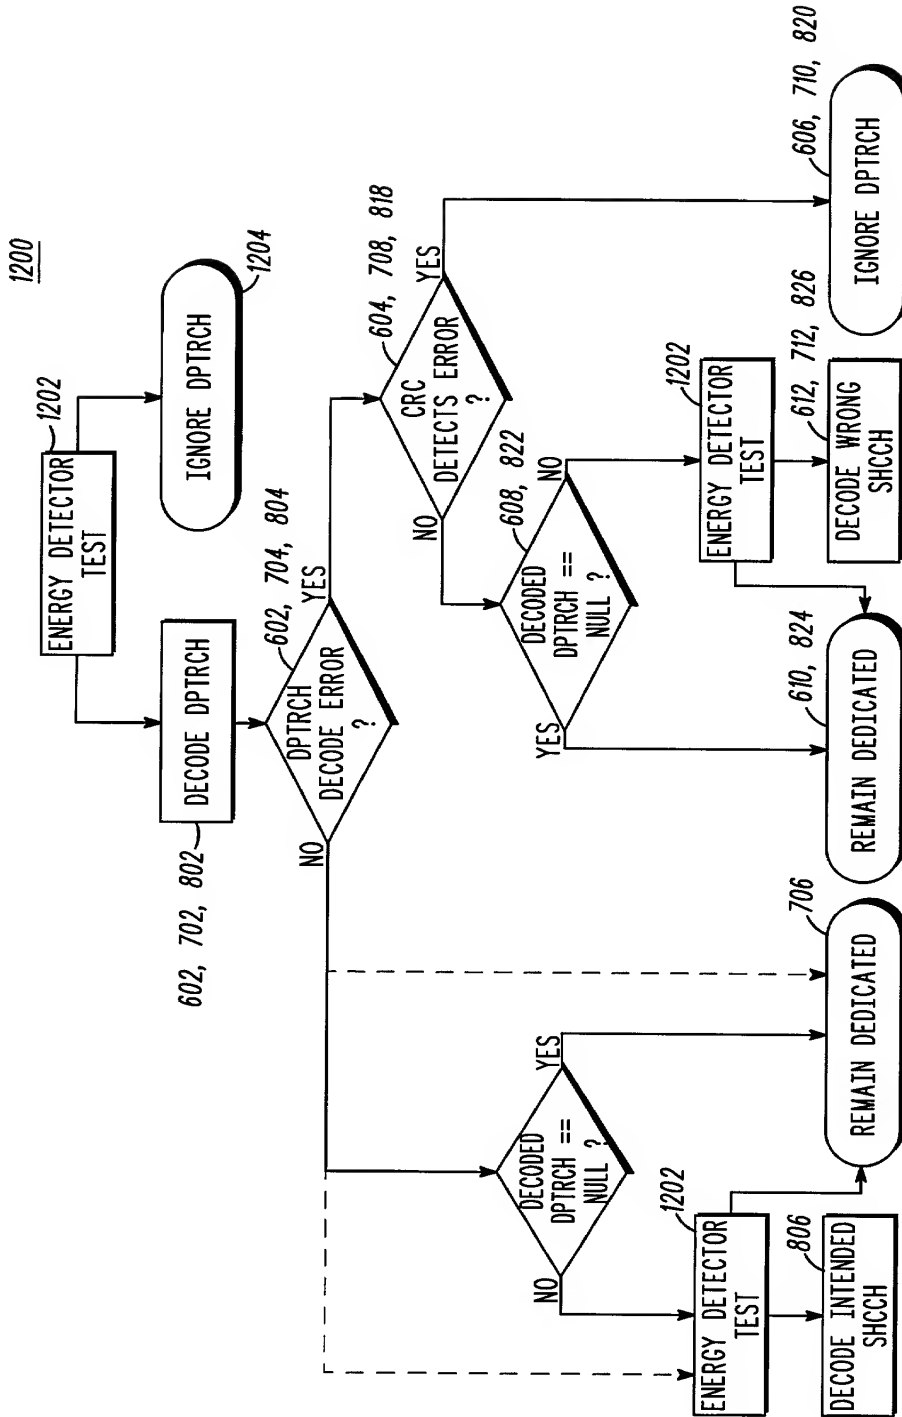 1200
ENERGY DETECTOR
TEST
1202
IGNORE DPTRCH
1204
DECODE DPTRCH
602, 702, 802
DPTRCH
DECODE ERROR
?
602, 704, 804
YES
NO
CRC
DETECTS ERROR
?
604, 708, 818
YES
NO
DECODED
DPTRCH ==
NULL ?
608, 822
YES
NO
DECODED
DPTRCH ==
NULL ?
YES
NO
ENERGY DETECTOR
TEST
1202
ENERGY DETECTOR
TEST
1202
DECODE INTENDED
SHCCH
806
REMAIN DEDICATED
706
REMAIN DEDICATED
610, 824
DECODE WRONG
SHCCH
612, 712, 826
IGNORE DPTRCH
606, 710, 820